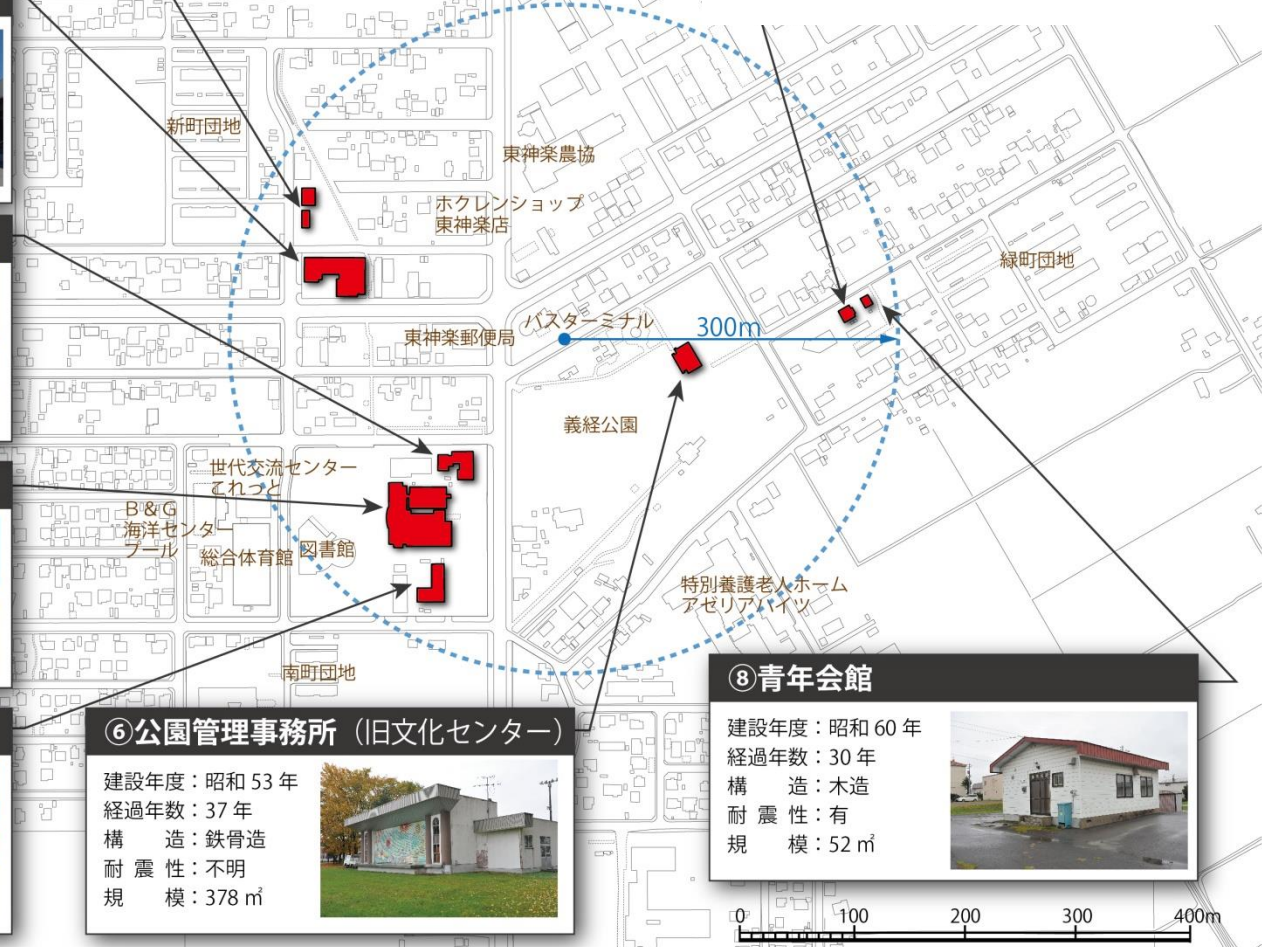 新町団地
東神楽農協
ホクレンショップ
東神楽店
緑町団地
バスターミナル
300m
東神楽郵便局
義経公園
世代交流センター
これっと
B&G
海洋センター
プール
総合体育館
図書館
特別養護老人ホーム
アゼリアハイツ
南町団地
⑥公園管理事務所（旧文化センター）
建設年度：昭和 53 年
経過年数：37 年
構　　造：鉄骨造
耐 震 性：不明
規　　模：378 ㎡
⑧青年会館
建設年度：昭和 60 年
経過年数：30 年
構　　造：木造
耐 震 性：有
規　　模：52 ㎡
0 100 200 300 400m